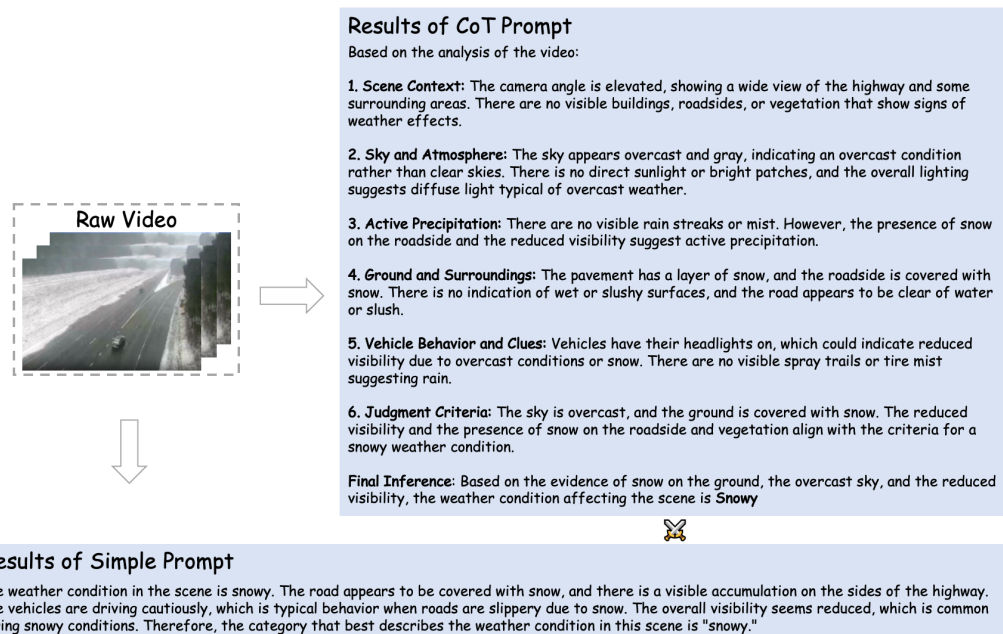 Results of CoT Prompt
Based on the analysis of the video:
1. Scene Context: The camera angle is elevated, showing a wide view of the highway and some
surrounding areas. There are no visible buildings, roadsides, or vegetation that show signs of
weather effects.
2. Sky and Atmosphere: The sky appears overcast and gray, indicating an overcast condition
rather than clear skies. There is no direct sunlight or bright patches, and the overall lighting
suggests diffuse light typical of overcast weather.
3. Active Precipitation: There are no visible rain streaks or mist. However, the presence of snow
on the roadside and the reduced visibility suggest active precipitation.
4. Ground and Surroundings: The pavement has a layer of snow, and the roadside is covered with
snow. There is no indication of wet or slushy surfaces, and the road appears to be clear of water
or slush.
5. Vehicle Behavior and Clues: Vehicles have their headlights on, which could indicate reduced
visibility due to overcast conditions or snow. There are no visible spray trails or tire mist
suggesting rain.
6. Judgment Criteria: The sky is overcast, and the ground is covered with snow. The reduced
visibility and the presence of snow on the roadside and vegetation align with the criteria for a
snowy weather condition.
Final Inference: Based on the evidence of snow on the ground, the overcast sky, and the reduced
visibility, the weather condition affecting the scene is Snowy
Raw Video
esults of Simple Prompt
e weather condition in the scene is snowy. The road appears to be covered with snow, and there is a visible accumulation on the sides of the highway.
e vehicles are driving cautiously, which is typical behavior when roads are slippery due to snow. The overall visibility seems reduced, which is common
ing snowy conditions. Therefore, the category that best describes the weather condition in this scene is "snowy."